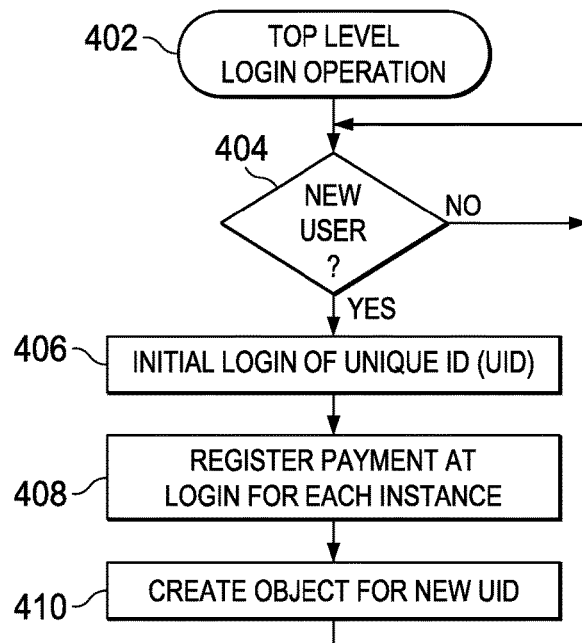 402
TOP LEVEL
LOGIN OPERATION
404
NEW
USER
?
NO
YES
406
INITIAL LOGIN OF UNIQUE ID (UID)
408
REGISTER PAYMENT AT
LOGIN FOR EACH INSTANCE
410
CREATE OBJECT FOR NEW UID